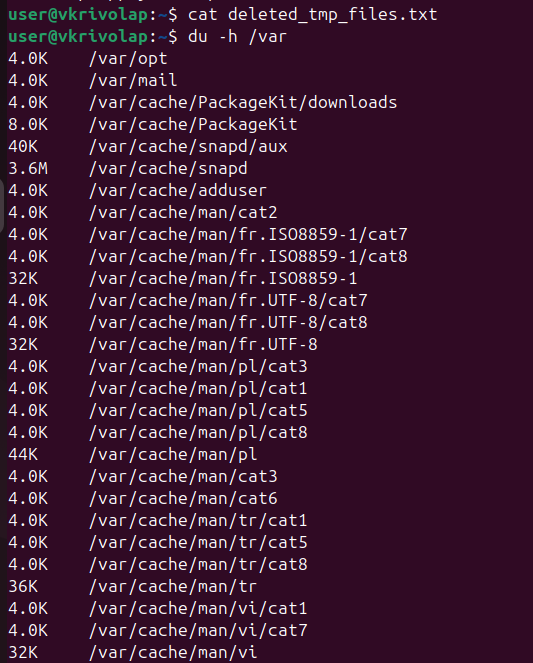 user@vkrivolap:~$ cat deleted_tmp_files.txt
user@vkrivolap:~$ du -h /var
4.0K /var/opt
4.0K /var/mail
4.0K /var/cache/PackageKit/downloads
8.0K /var/cache/PackageKit
40K /var/cache/snapd/aux
3.6M /var/cache/snapd
4.0K /var/cache/adduser
4.0K /var/cache/man/cat2
4.0K /var/cache/man/fr.ISO8859-1/cat7
4.0K /var/cache/man/fr.ISO8859-1/cat8
32K /var/cache/man/fr.ISO8859-1
4.0K /var/cache/man/fr.UTF-8/cat7
4.0K /var/cache/man/fr.UTF-8/cat8
32K /var/cache/man/fr.UTF-8
4.0K /var/cache/man/pl/cat3
4.0K /var/cache/man/pl/cat1
4.0K /var/cache/man/pl/cat5
4.0K /var/cache/man/pl/cat8
44K /var/cache/man/pl
4.0K /var/cache/man/cat3
4.0K /var/cache/man/cat6
4.0K /var/cache/man/tr/cat1
4.0K /var/cache/man/tr/cat5
4.0K /var/cache/man/tr/cat8
36K /var/cache/man/tr
4.0K /var/cache/man/vi/cat1
4.0K /var/cache/man/vi/cat7
32K /var/cache/man/vi